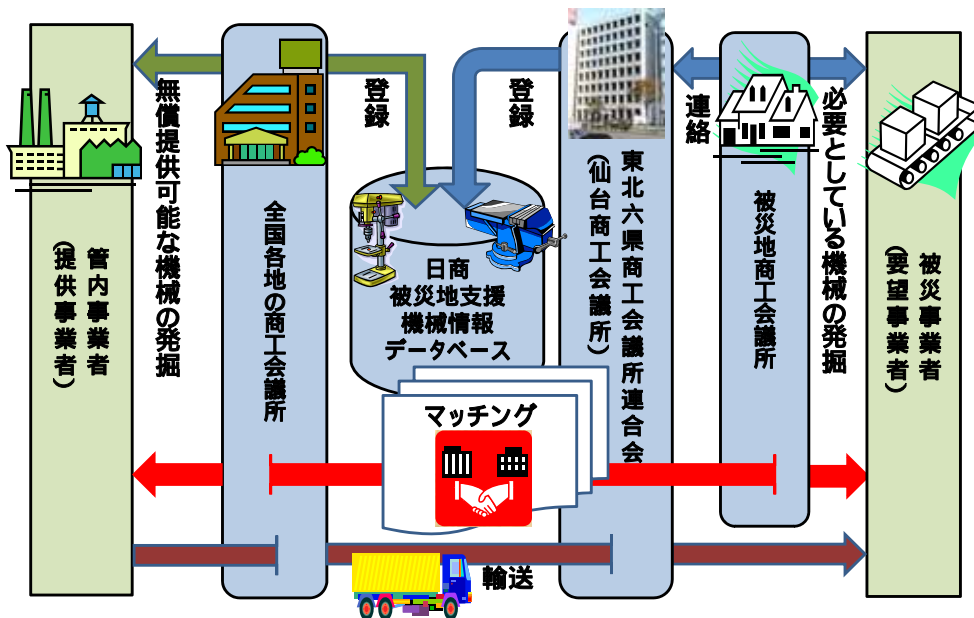 管内事業者
(提供事業者)
無償提供可能な機械の発掘
全国各地の商工会議所
登録
登録
日商
被災地支援
機械情報
データベース
マッチング
東北六県商工会議所連合会
(仙台商工会議所)
連絡
被災地商工会議所
必要としている機械の発掘
被災事業者
(要望事業者)
輸送